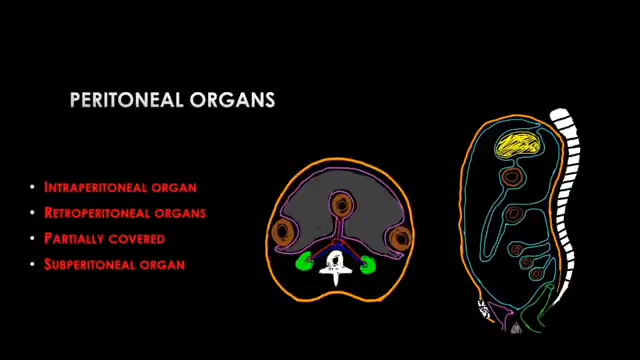 PERITONEAL ORGANS
• INTRAPERITONEAL ORGAN
• RETROPERITONEAL ORGANS
• PARTIALLY COVERED
• SUBPERITONEAL ORGAN